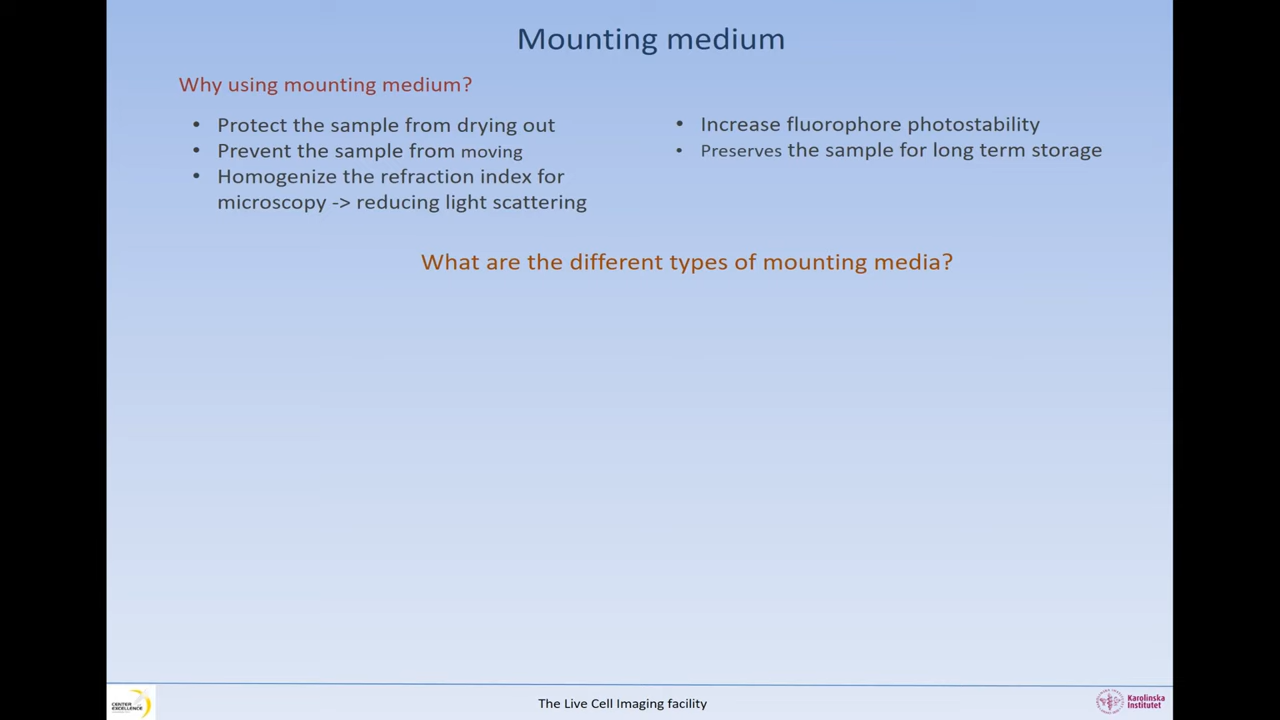 Mounting medium
Why using mounting medium?
• Protect the sample from drying out
• Prevent the sample from moving
• Homogenize the refraction index for
microscopy -> reducing light scattering
• Increase fluorophore photostability
• Preserves the sample for long term storage
What are the different types of mounting media?
CENTER
EXCELLENCE
The Live Cell Imaging facility
Karolinska
Institutet